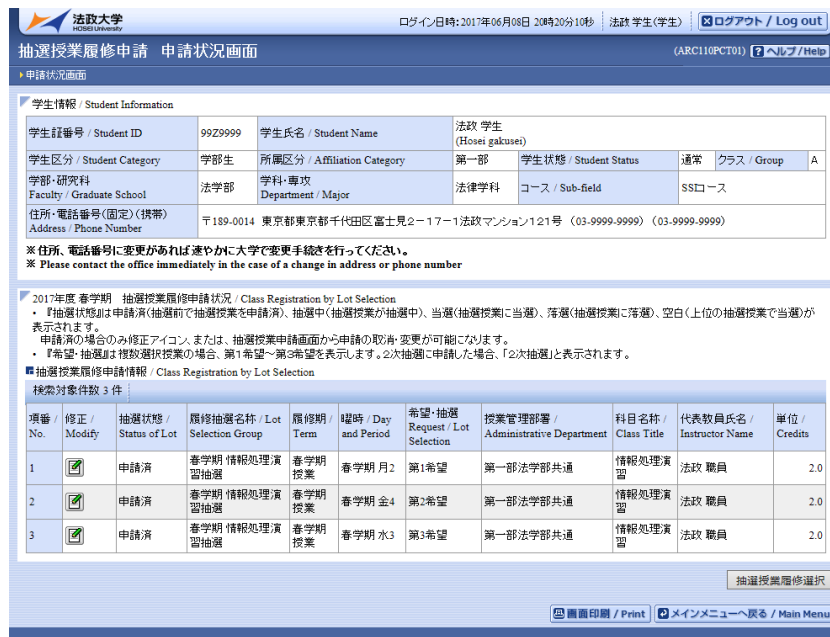 法政大学
HOSEI University
ログイン日時:2017年06月08日 20時20分10秒 法政 学生(学生) ログアウト / Log out
抽選授業履修申請 申請状況画面
(ARC110PCT01) ? ヘルプ/Help
申請状況画面
学生情報 / Student Information
学生証番号 / Student ID 99Z9999 学生氏名 / Student Name 法政 学生
(Hosei gakusei)
学生区分 / Student Category 学部生 所属区分 / Affiliation Category 第一部 学生状態 / Student Status 通常 クラス / Group A
学部・研究科
Faculty / Graduate School 法学部 学科・専攻
Department / Major 法律学科 コース / Sub-field SSIコース
住所・電話番号(固定)(携帯)
Address / Phone Number 〒189-0014 東京都東京都千代田区富士見2-17-1法政マンション121号 (03-9999-9999) (03-9999-9999)
※住所、電話番号に変更があれば速やかに大学で変更手続きを行ってください。
※ Please contact the office immediately in the case of a change in address or phone number
2017年度 春学期 抽選授業履修申請状況 / Class Registration by Lot Selection
・『抽選状態』は申請済(抽選前で抽選授業を申請済)、抽選中(抽選授業が抽選中)、当選(抽選授業に当選)、落選(抽選授業に落選)、空白(上位の抽選授業で当選)が
表示されます。
申請済の場合のみ修正アイコン、または、抽選授業申請画面から申請の取消・変更が可能になります。
・『希望・抽選』は複数選択授業の場合、第1希望~第3希望を表示します。2次抽選に申請した場合、「2次抽選」と表示されます。
抽選授業履修申請情報 / Class Registration by Lot Selection
検索対象件数 3 件
項番 /
No.
修正 /
Modify
抽選状態 /
Status of Lot
履修抽選名称 / Lot
Selection Group
履修期 /
Term
曜時 / Day
and Period
希望・抽選
Request / Lot
Selection
授業管理部署 /
Administrative Department
科目名称 /
Class Title
代表教員氏名 /
Instructor Name
単位 /
Credits
1 申請済 春学期 情報処理演
習抽選 春学期
授業 春学期 月2 第1希望 第一部法学部共通 情報処理演
習 法政 職員 2.0
2 申請済 春学期 情報処理演
習抽選 春学期
授業 春学期 金4 第2希望 第一部法学部共通 情報処理演
習 法政 職員 2.0
3 申請済 春学期 情報処理演
習抽選 春学期
授業 春学期 水3 第3希望 第一部法学部共通 情報処理演
習 法政 職員 2.0
抽選授業履修選択
画面印刷 / Print メインメニューへ戻る / Main Menu